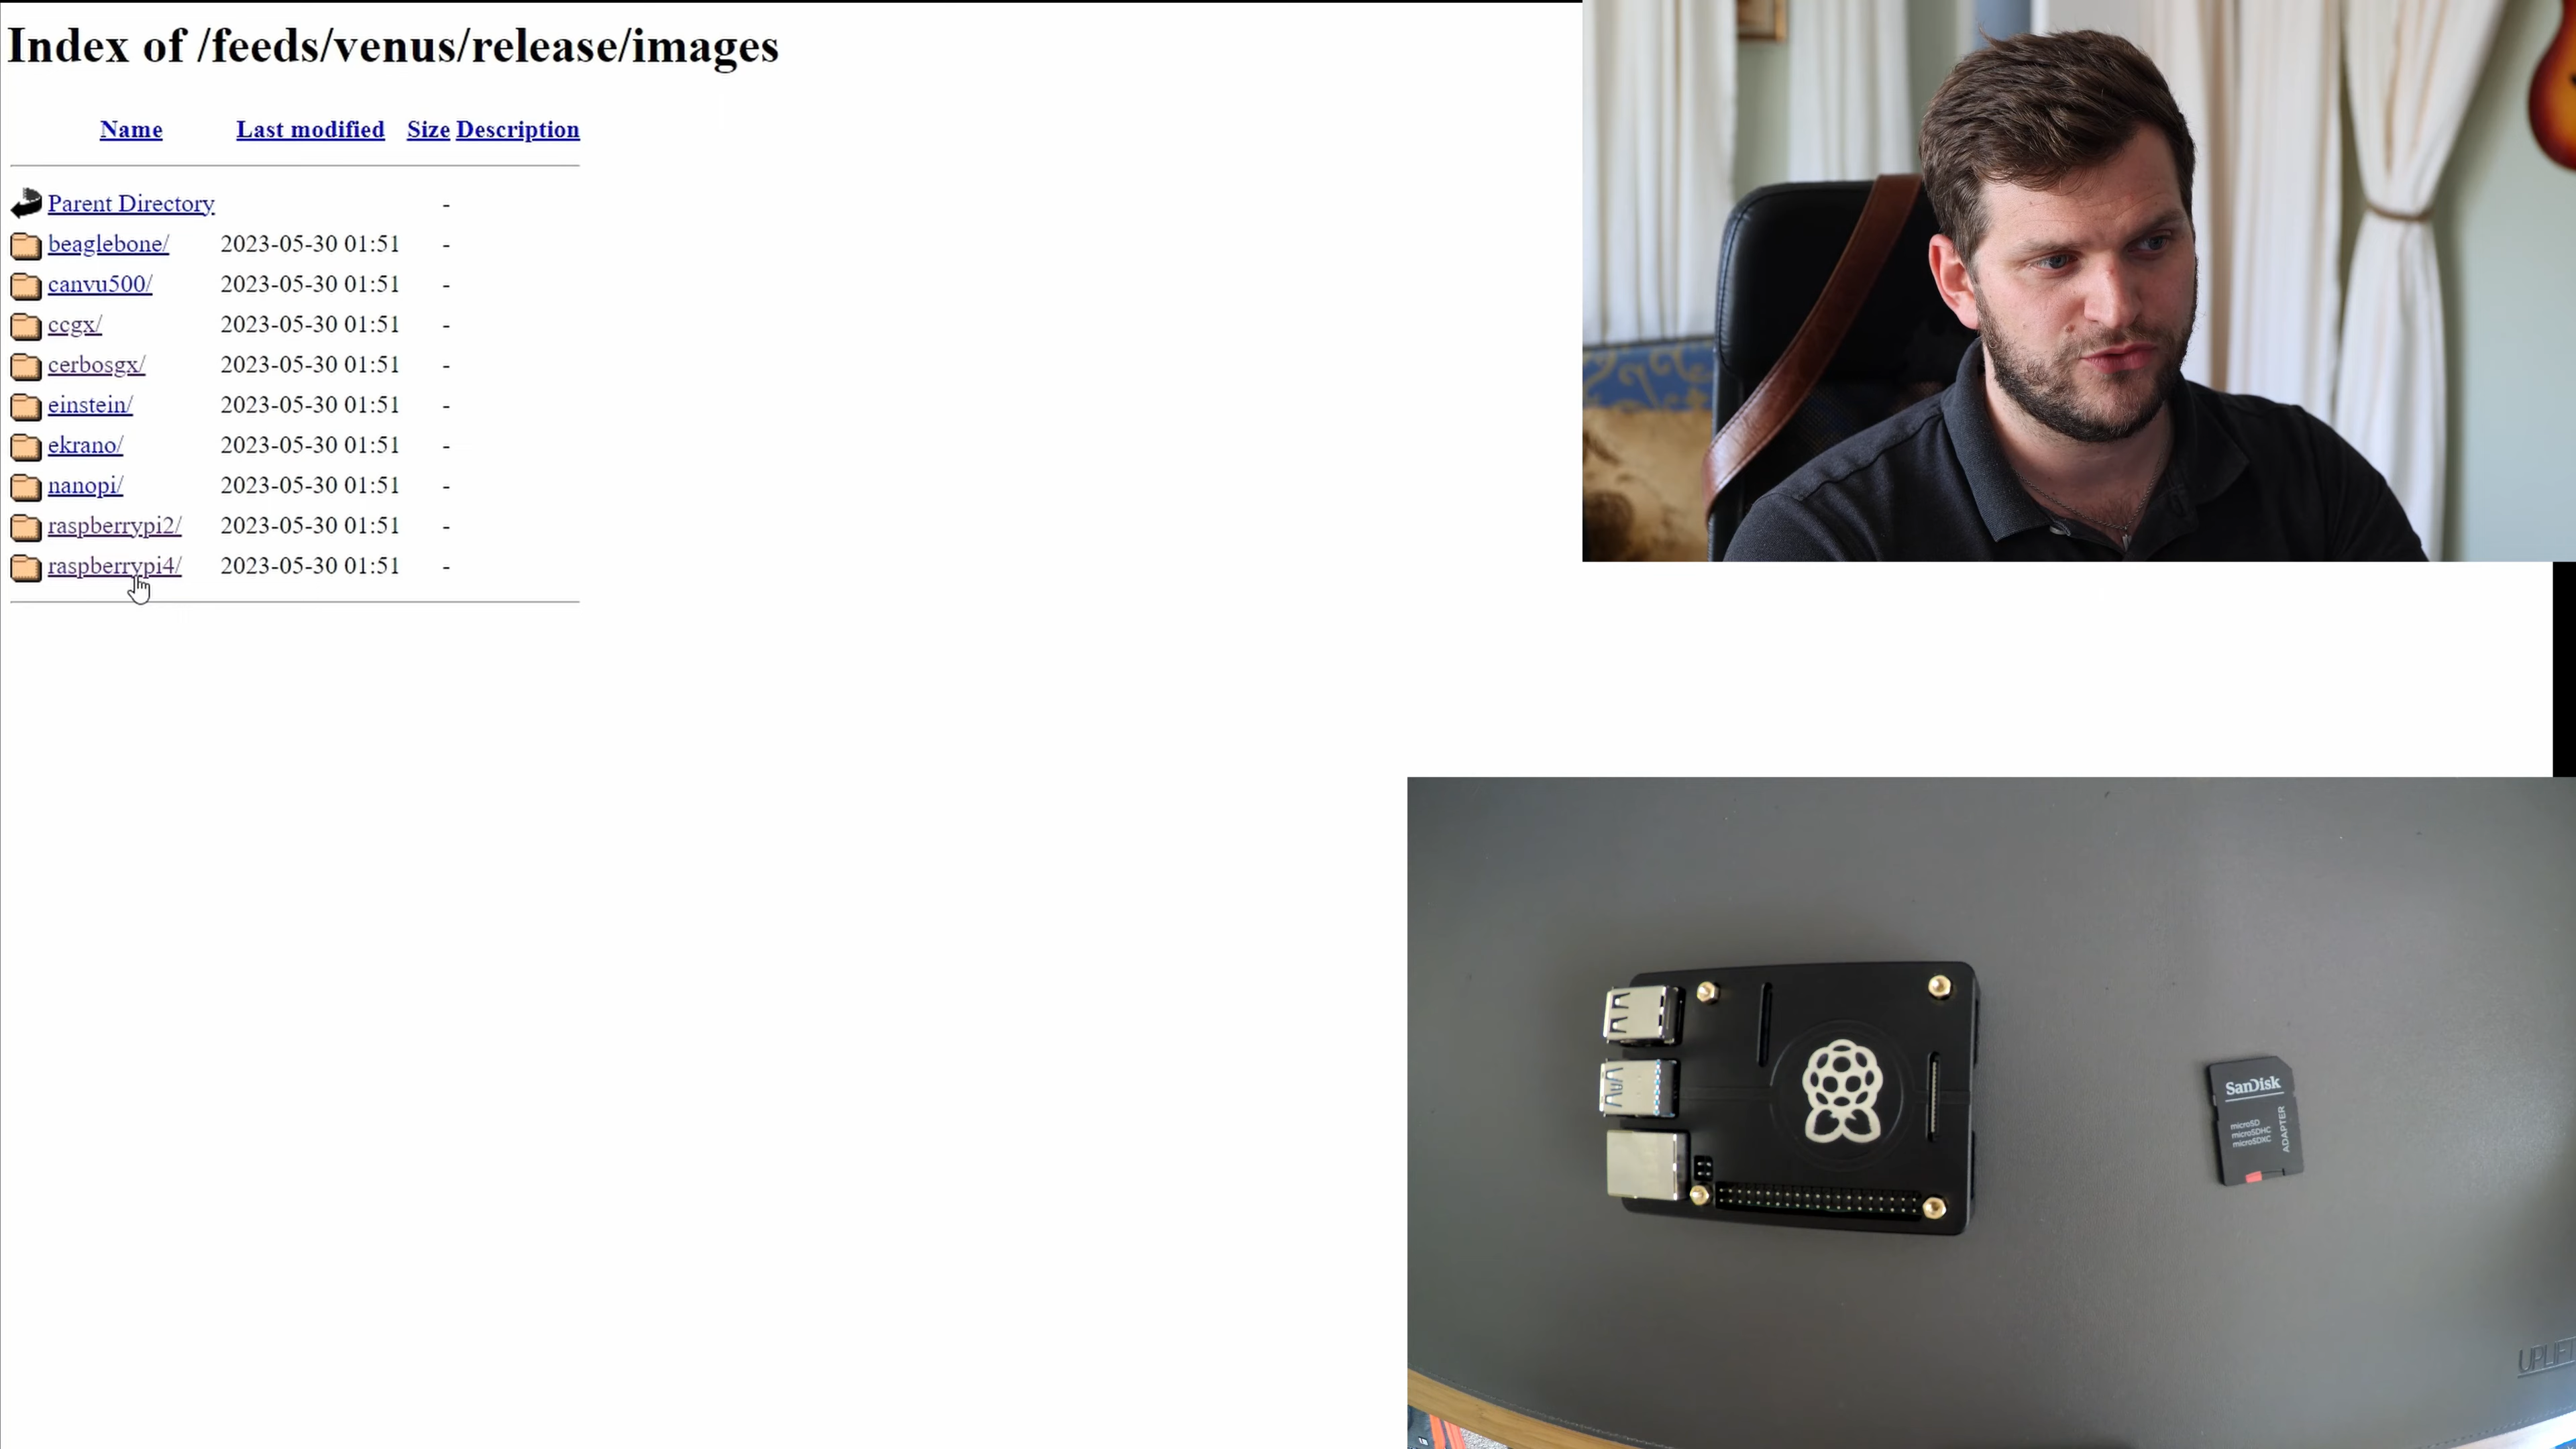 Index of /feeds/venus/release/images
Name Last modified Size Description
Parent Directory -
beaglebone/ 2023-05-30 01:51 -
canvu500/ 2023-05-30 01:51 -
ccgx/ 2023-05-30 01:51 -
cerbosgx/ 2023-05-30 01:51 -
einstein/ 2023-05-30 01:51 -
ekrano/ 2023-05-30 01:51 -
nanopi/ 2023-05-30 01:51 -
raspberrypi2/ 2023-05-30 01:51 -
raspberrypi4/ 2023-05-30 01:51 -
SanDisk
microSD
microSDHC
microSDXC
ADAPTER